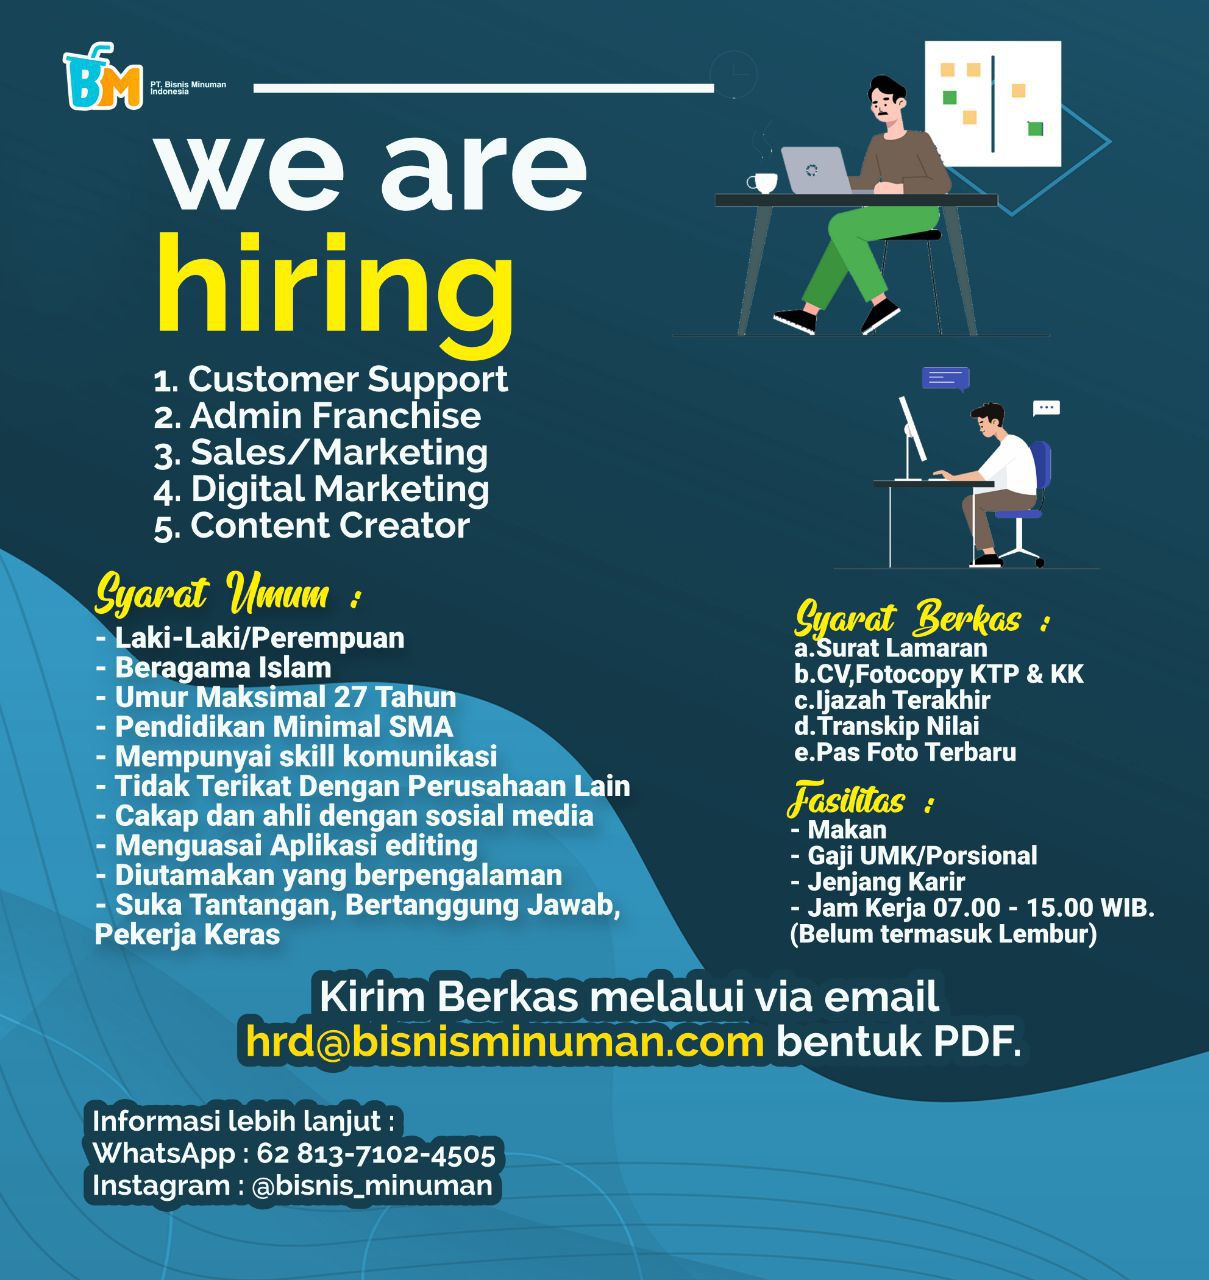 BM
PT. Bisnis Minuman
Indonesia
we are
hiring
1. Customer Support
2. Admin Franchise
3. Sales/Marketing
4. Digital Marketing
5. Content Creator
Syarat Umum :
- Laki-Laki/Perempuan
- Beragama Islam
- Umur Maksimal 27 Tahun
- Pendidikan Minimal SMA
- Mempunyai skill komunikasi
- Tidak Terikat Dengan Perusahaan Lain
- Cakap dan ahli dengan sosial media
- Menguasai Aplikasi editing
- Diutamakan yang berpengalaman
- Suka Tantangan, Bertanggung Jawab,
Pekerja Keras
Syarat Berkas :
a.Surat Lamaran
b.CV,Fotocopy KTP & KK
c.Ijazah Terakhir
d.Transkip Nilai
e.Pas Foto Terbaru
Fasilitas :
- Makan
- Gaji UMK/Porsional
- Jenjang Karir
- Jam Kerja 07.00 - 15.00 WIB.
(Belum termasuk Lembur)
Kirim Berkas melalui via email
hrd@bisnisminuman.com bentuk PDF.
Informasi lebih lanjut :
WhatsApp : 62 813-7102-4505
Instagram : @bisnis_minuman